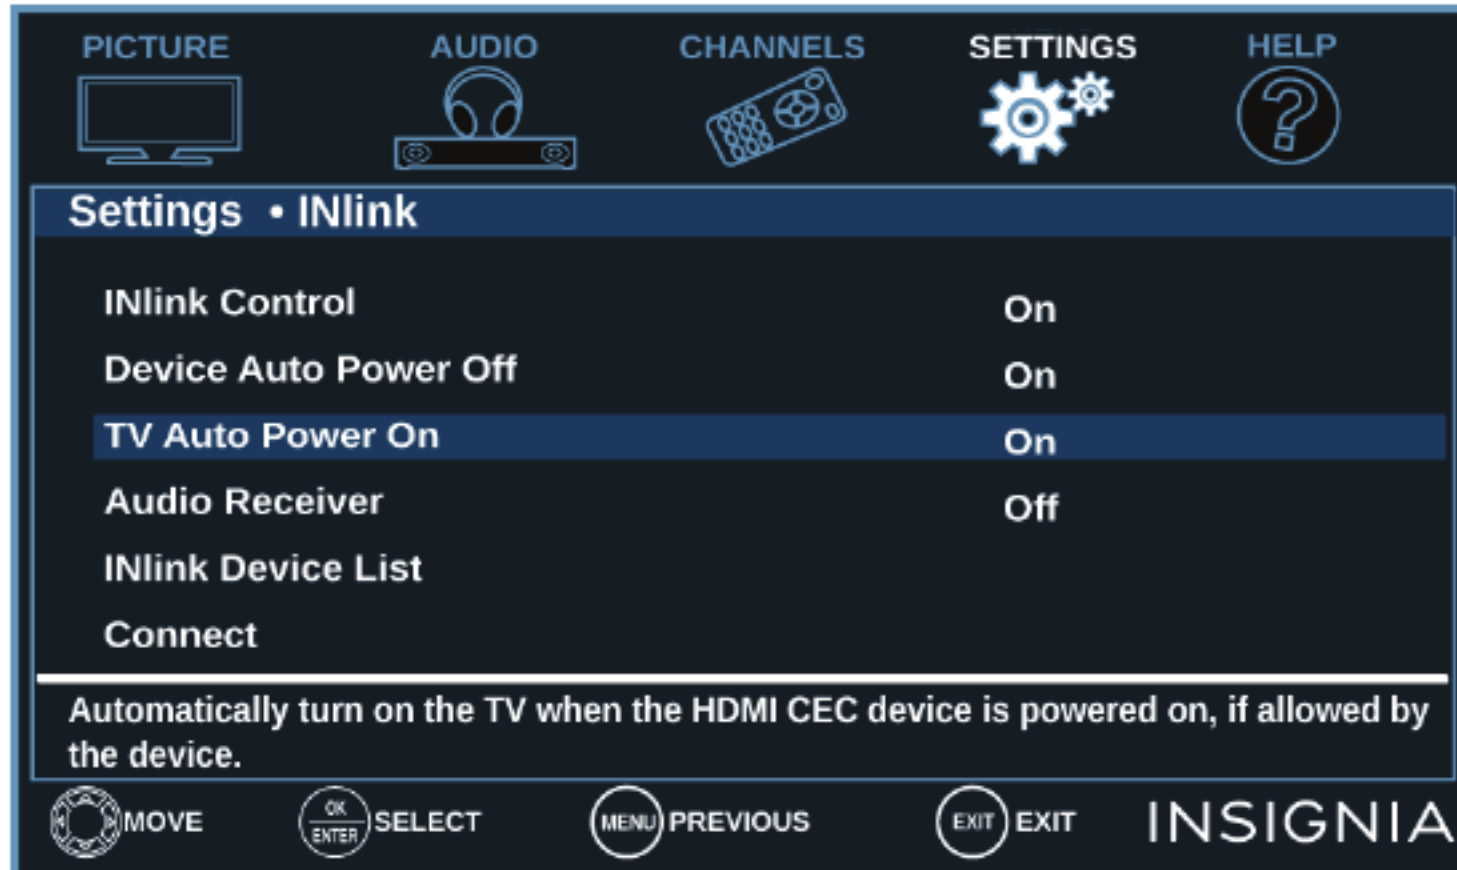 PICTURE AUDIO CHANNELS SETTINGS HELP
?
Settings • INlink
INlink Control On
Device Auto Power Off On
TV Auto Power On On
Audio Receiver Off
INlink Device List
Connect
Automatically turn on the TV when the HDMI CEC device is powered on, if allowed by
the device.
MOVE OK ENTER SELECT MENU PREVIOUS EXIT EXIT INSIGNIA